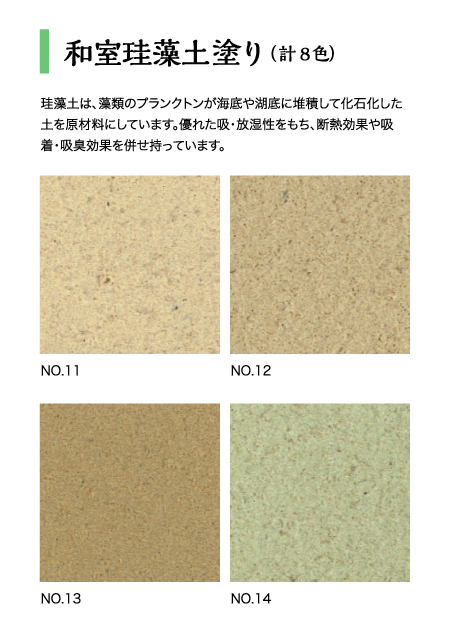 和室珪藻土塗り（計８色）
珪藻土は、藻類のプランクトンが海底や湖底に堆積して化石化した
土を原材料にしています。優れた吸・放湿性をもち、断熱効果や吸
着・吸臭効果を併せ持っています。
NO.11
NO.12
NO.13
NO.14